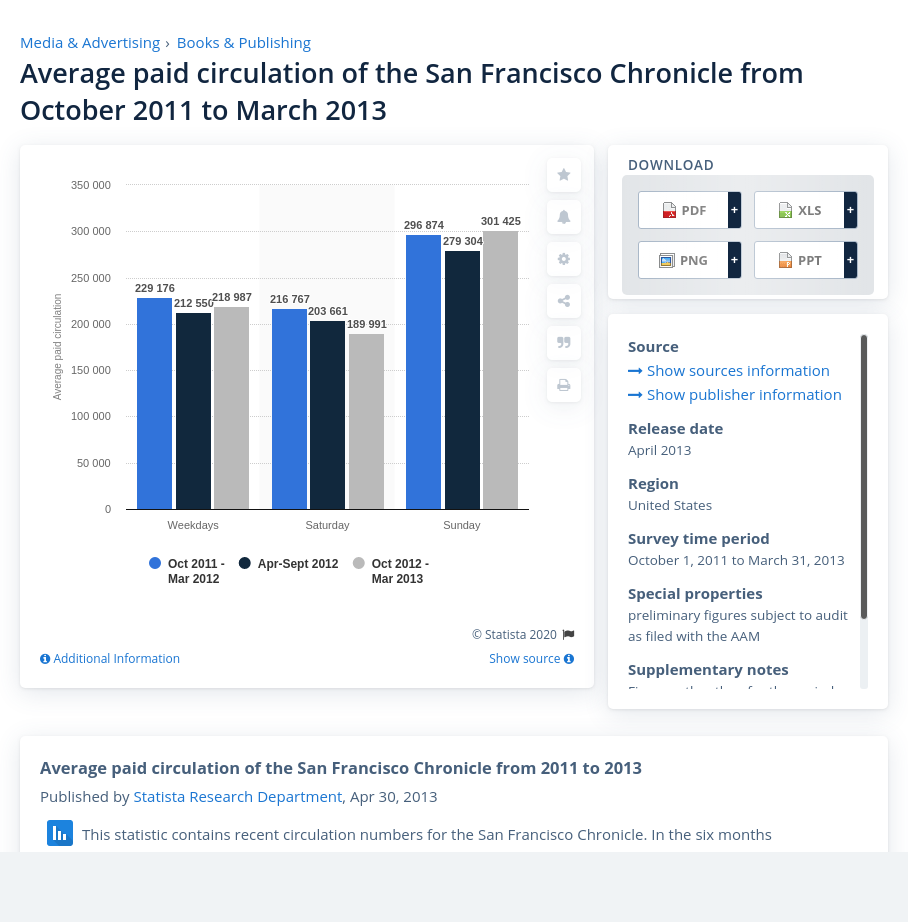 Media & Advertising › Books & Publishing
Average paid circulation of the San Francisco Chronicle from
October 2011 to March 2013
350 000
300 000
250 000
200 000
150 000
100 000
50 000
0
Average paid circulation
229 176
212 550
218 987
216 767
203 661
189 991
296 874
279 304
301 425
Weekdays
Saturday
Sunday
Oct 2011 -
Mar 2012
Apr-Sept 2012
Oct 2012 -
Mar 2013
© Statista 2020
Additional Information
Show source
DOWNLOAD
PDF +
XLS +
PNG +
PPT +
Source
Show sources information
Show publisher information
Release date
April 2013
Region
United States
Survey time period
October 1, 2011 to March 31, 2013
Special properties
preliminary figures subject to audit
as filed with the AAM
Supplementary notes
Average paid circulation of the San Francisco Chronicle from 2011 to 2013
Published by Statista Research Department, Apr 30, 2013
This statistic contains recent circulation numbers for the San Francisco Chronicle. In the six months